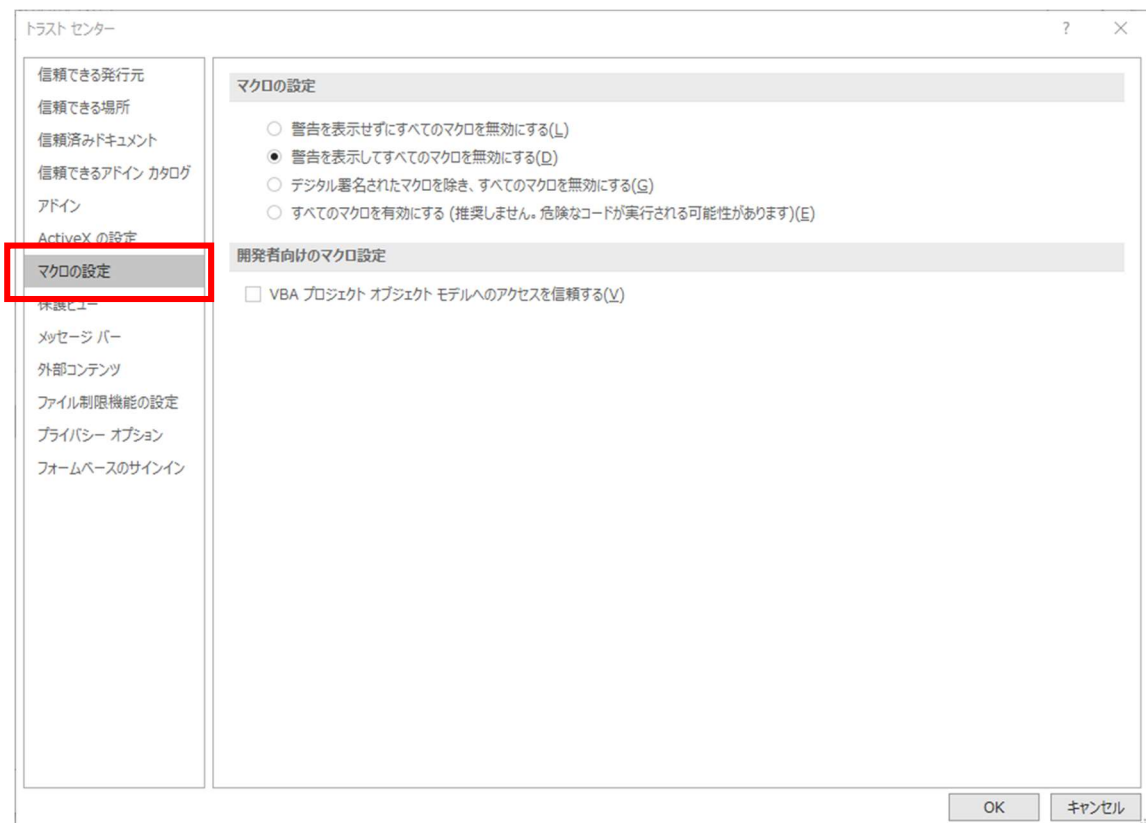 トラスト センター
?
信頼できる発行元
信頼できる場所
信頼済みドキュメント
信頼できるアドイン カタログ
アドイン
ActiveX の設定
マクロの設定
保護ビュー
メッセージ バー
外部コンテンツ
ファイル制限機能の設定
プライバシー オプション
フォームベースのサインイン
マクロの設定
警告を表示せずにすべてのマクロを無効にする(L)
警告を表示してすべてのマクロを無効にする(D)
デジタル署名されたマクロを除き、すべてのマクロを無効にする(G)
すべてのマクロを有効にする (推奨しません。危険なコードが実行される可能性があります)(E)
開発者向けのマクロ設定
VBA プロジェクト オブジェクト モデルへのアクセスを信頼する(V)
OK
キャンセル